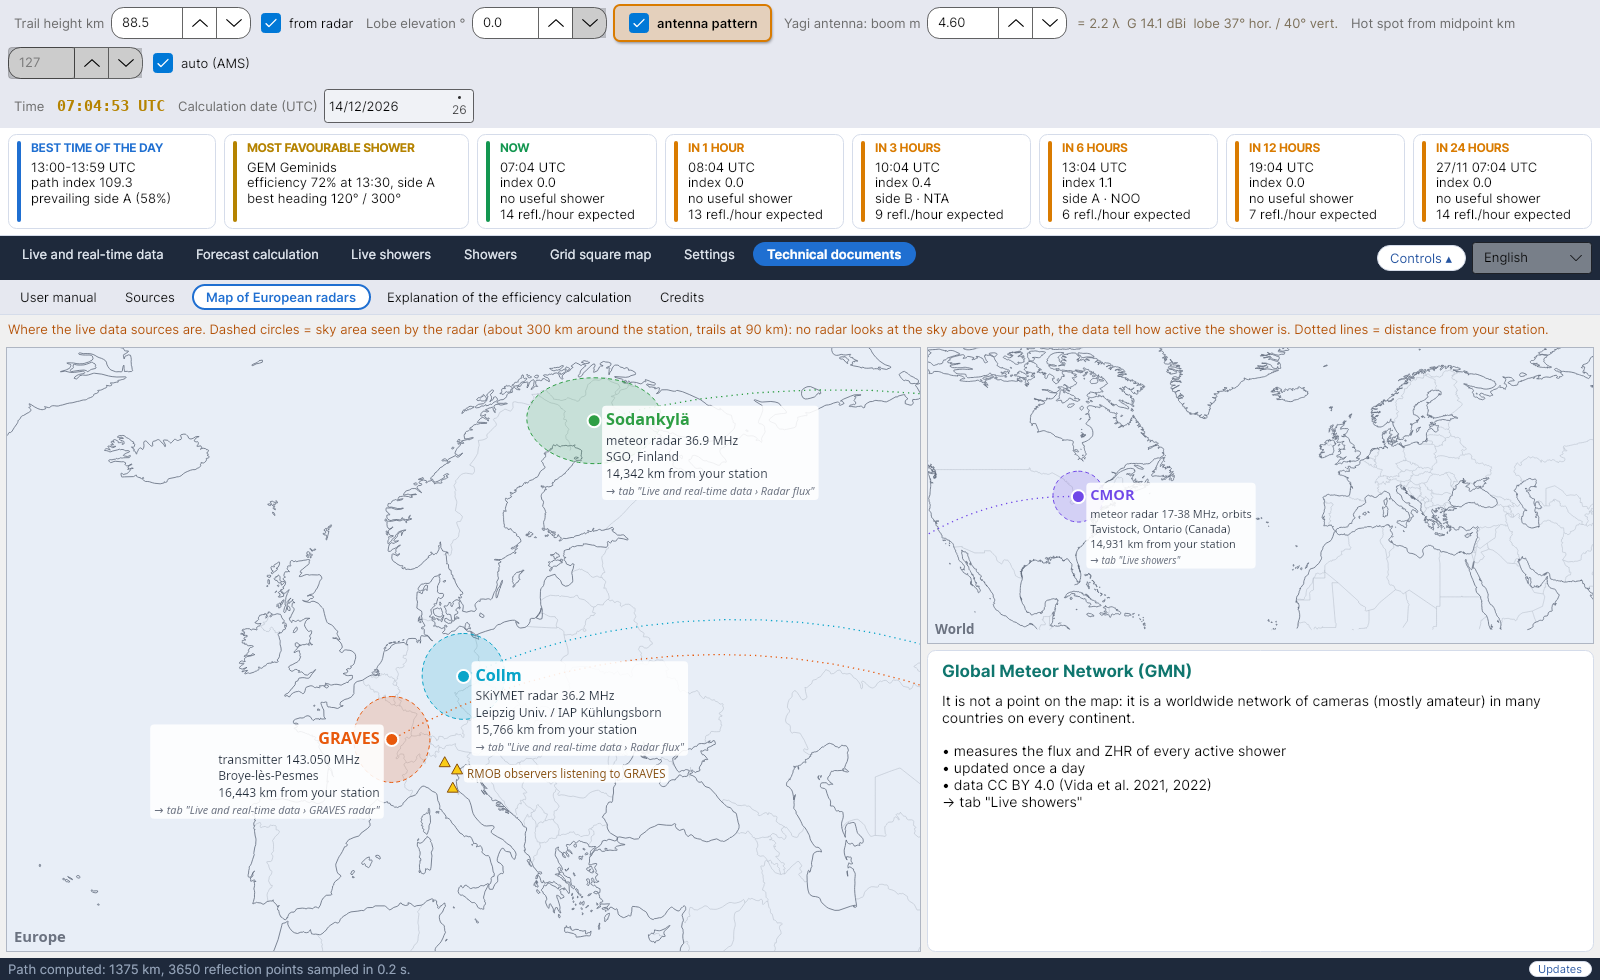 Trail height km 88.5 from radar Lobe elevation ° 0.0 antenna pattern Yagi antenna: boom m 4.60 = 2.2 λ G 14.1 dBi lobe 37° hor. / 40° vert. Hot spot from midpoint km
127 auto (AMS)
Time 07:04:53 UTC Calculation date (UTC) 14/12/2026 26
BEST TIME OF THE DAY
13:00-13:59 UTC
path index 109.3
prevailing side A (58%)
MOST FAVOURABLE SHOWER
GEM Geminids
efficiency 72% at 13:30, side A
best heading 120° / 300°
NOW
07:04 UTC
index 0.0
no useful shower
14 refl./hour expected
IN 1 HOUR
08:04 UTC
index 0.0
no useful shower
13 refl./hour expected
IN 3 HOURS
10:04 UTC
index 0.4
side B · NTA
9 refl./hour expected
IN 6 HOURS
13:04 UTC
index 1.1
side A · NOO
6 refl./hour expected
IN 12 HOURS
19:04 UTC
index 0.0
no useful shower
7 refl./hour expected
IN 24 HOURS
27/11 07:04 UTC
index 0.0
no useful shower
14 refl./hour expected
Live and real-time data Forecast calculation Live showers Showers Grid square map Settings Technical documents Controls ▴ English
User manual Sources Map of European radars Explanation of the efficiency calculation Credits
Where the live data sources are. Dashed circles = sky area seen by the radar (about 300 km around the station, trails at 90 km): no radar looks at the sky above your path, the data tell how active the shower is. Dotted lines = distance from your station.
Sodankylä
meteor radar 36.9 MHz
SGO, Finland
14,342 km from your station
→ tab "Live and real-time data › Radar flux"
Collm
SKiYMET radar 36.2 MHz
Leipzig Univ. / IAP Kühlungsborn
15,766 km from your station
→ tab "Live and real-time data › Radar flux"
GRAVES
transmitter 143.050 MHz
Broye-lès-Pesmes
16,443 km from your station
→ tab "Live and real-time data › GRAVES radar"
RMOB observers listening to GRAVES
Europe
CMOR
meteor radar 17-38 MHz, orbits
Tavistock, Ontario (Canada)
14,931 km from your station
→ tab "Live showers"
World
Global Meteor Network (GMN)
It is not a point on the map: it is a worldwide network of cameras (mostly amateur) in many
countries on every continent.
• measures the flux and ZHR of every active shower
• updated once a day
• data CC BY 4.0 (Vida et al. 2021, 2022)
→ tab "Live showers"
Path computed: 1375 km, 3650 reflection points sampled in 0.2 s. Updates